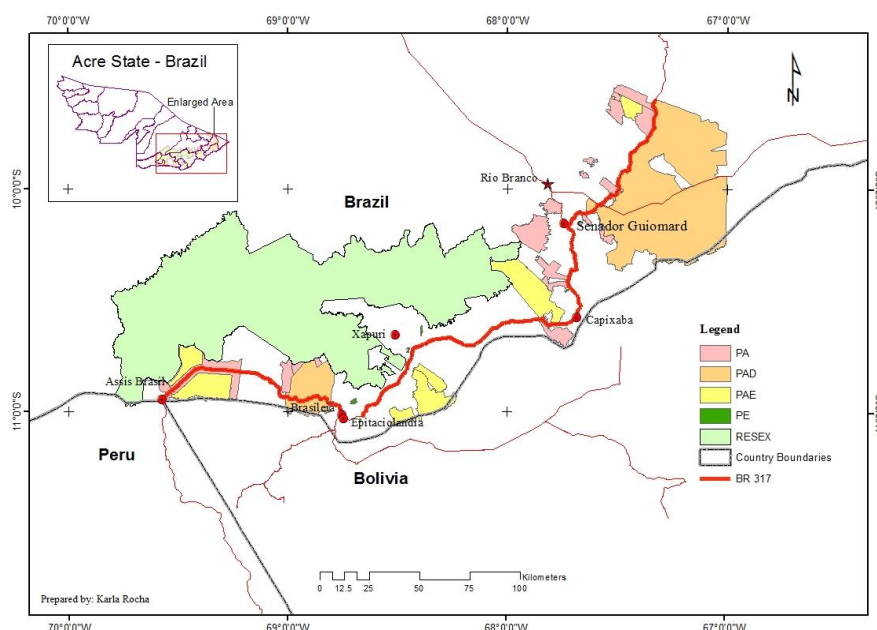 70°0'0"W
69°0'0"W
68°0'0"W
67°0'0"W
Acre State - Brazil
Enlarged Area
N
10°0'0"S
Rio Branco
Brazil
Senador Guiomard
Xapuri
Capixaba
Legend
PA
PAD
PAE
PE
RESEX
Country Boundaries
BR 317
Assis Brasil
Brasileia
Epitaciolandia
11°0'0"S
Peru
Bolivia
Kilometers
0 12.5 25 50 75 100
Prepared by: Karla Rocha
70°0'0"W
69°0'0"W
68°0'0"W
67°0'0"W